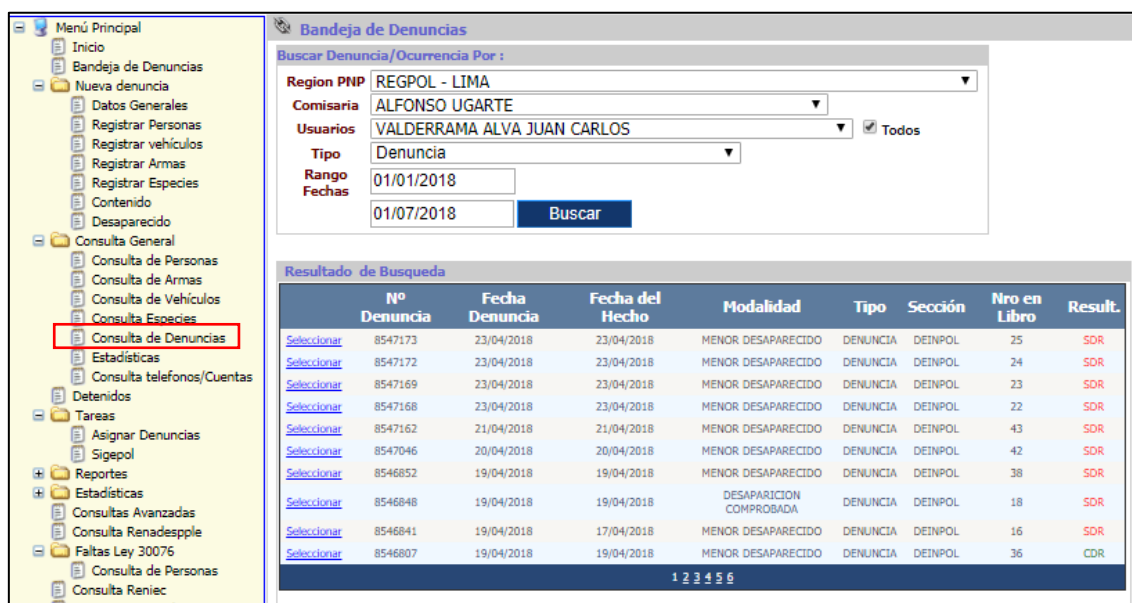 Menú Principal
Inicio
Bandeja de Denuncias
Nueva denuncia
Datos Generales
Registrar Personas
Registrar vehículos
Registrar Armas
Registrar Especies
Contenido
Desaparecido
Consulta General
Consulta de Personas
Consulta de Armas
Consulta de Vehículos
Consulta Especies
Consulta de Denuncias
Estadísticas
Consulta telefonos/Cuentas
Detenidos
Tareas
Asignar Denuncias
Sigepol
Reportes
Estadísticas
Consultas Avanzadas
Consulta Renadespple
Faltas Ley 30076
Consulta de Personas
Consulta Reniec
Bandeja de Denuncias
Buscar Denuncia/Ocurrencia Por :
Region PNP REGPOL - LIMA
Comisaria ALFONSO UGARTE
Usuarios VALDERRAMA ALVA JUAN CARLOS Todos
Tipo Denuncia
Rango Fechas 01/01/2018
01/07/2018 Buscar
Resultado de Busqueda
Nº Denuncia Fecha Denuncia Fecha del Hecho Modalidad Tipo Sección Nro en Libro Result.
Seleccionar 8547173 23/04/2018 23/04/2018 MENOR DESAPARECIDO DENUNCIA DEINPOL 25 SDR
Seleccionar 8547172 23/04/2018 23/04/2018 MENOR DESAPARECIDO DENUNCIA DEINPOL 24 SDR
Seleccionar 8547169 23/04/2018 23/04/2018 MENOR DESAPARECIDO DENUNCIA DEINPOL 23 SDR
Seleccionar 8547168 23/04/2018 23/04/2018 MENOR DESAPARECIDO DENUNCIA DEINPOL 22 SDR
Seleccionar 8547162 21/04/2018 21/04/2018 MENOR DESAPARECIDO DENUNCIA DEINPOL 43 SDR
Seleccionar 8547046 20/04/2018 20/04/2018 MENOR DESAPARECIDO DENUNCIA DEINPOL 42 SDR
Seleccionar 8546852 19/04/2018 19/04/2018 MENOR DESAPARECIDO DENUNCIA DEINPOL 38 SDR
Seleccionar 8546848 19/04/2018 19/04/2018 DESAPARICION COMPROBADA DENUNCIA DEINPOL 18 SDR
Seleccionar 8546841 19/04/2018 17/04/2018 MENOR DESAPARECIDO DENUNCIA DEINPOL 16 SDR
Seleccionar 8546807 19/04/2018 19/04/2018 MENOR DESAPARECIDO DENUNCIA DEINPOL 36 CDR
1 2 3 4 5 6